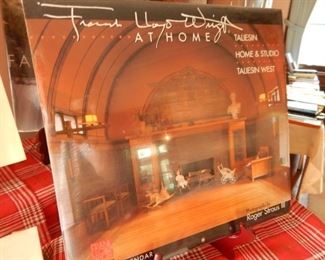 Frank Lloyd Wright
AT HOME
TALIESIN
HOME & STUDIO
TALIESIN WEST
Roger Straus III